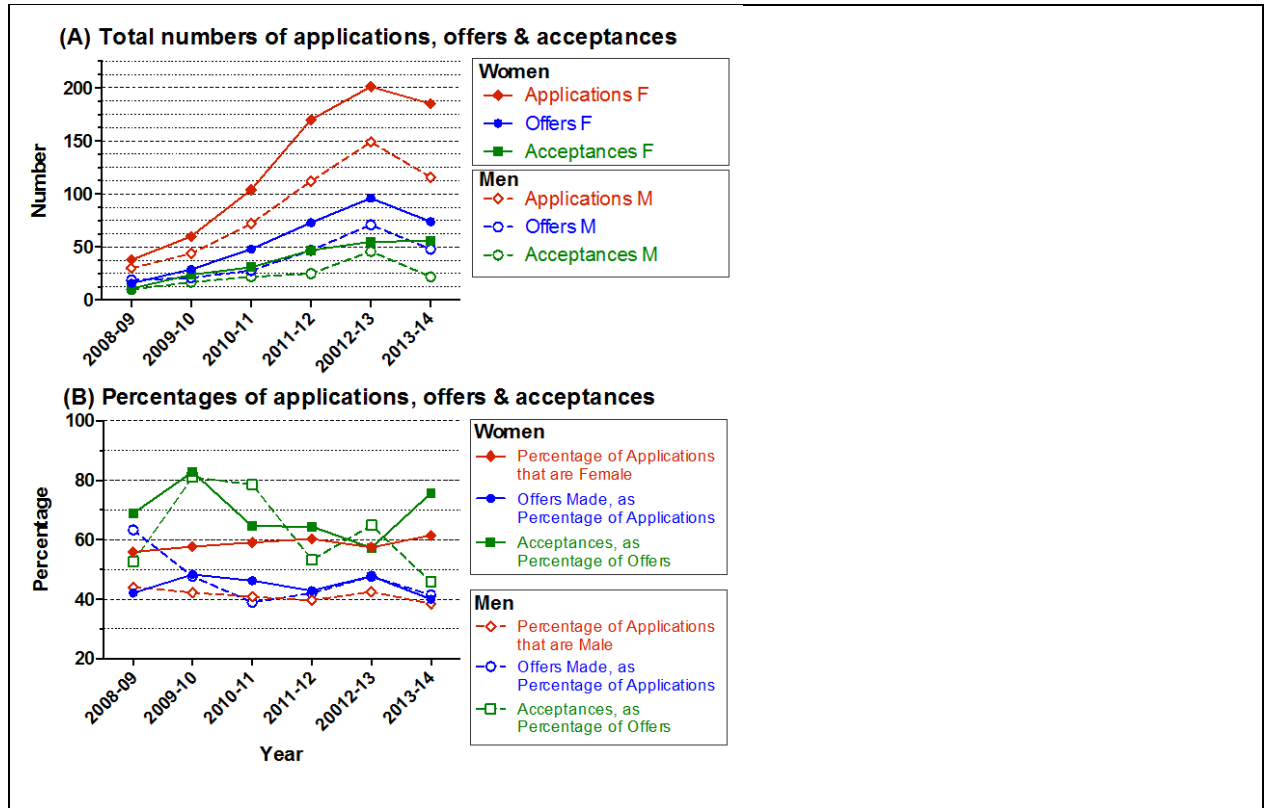 (A) Total numbers of applications, offers & acceptances
Number
200
150
100
50
0
2008-09
2009-10
2010-11
2011-12
20012-13
2013-14
Women
Applications F
Offers F
Acceptances F
Men
Applications M
Offers M
Acceptances M
(B) Percentages of applications, offers & acceptances
Percentage
100
80
60
40
20
2008-09
2009-10
2010-11
2011-12
20012-13
2013-14
Year
Women
Percentage of Applications
that are Female
Offers Made, as
Percentage of Applications
Acceptances, as
Percentage of Offers
Men
Percentage of Applications
that are Male
Offers Made, as
Percentage of Applications
Acceptances, as
Percentage of Offers